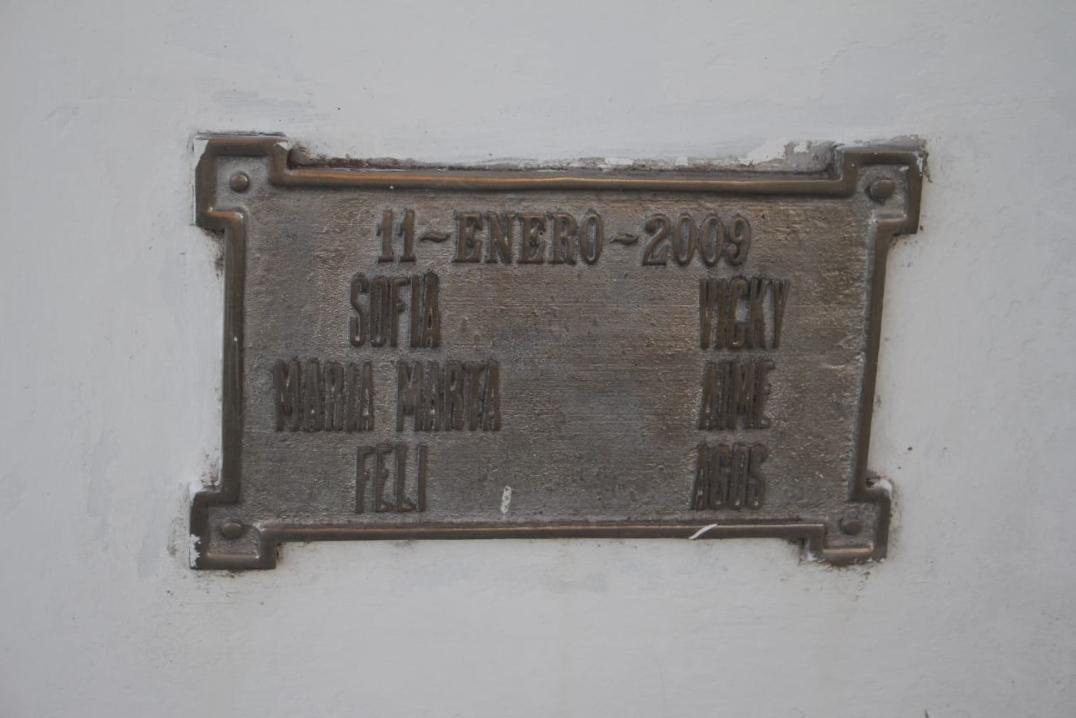 11~ENERO~2009
SOFIA VICKY
MARIA MARTA AIME
FELI AGOS